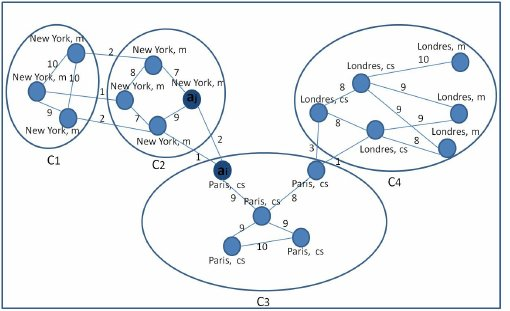 New York, m
2
New York, m
10
8
7
10
New York, m
New York, m
New York, m
aj
1
9
7
9
2
New York, m
New York, m
C1
C2
1
2
Londres, m
10
Londres, cs
8
9
Londres, m
Londres, cs
9
9
Londres, m
8
8
Londres, cs
3
1
C4
ai
Paris, cs
Paris, cs
9
8
Paris, cs
9
9
10
Paris, cs
Paris, cs
C3